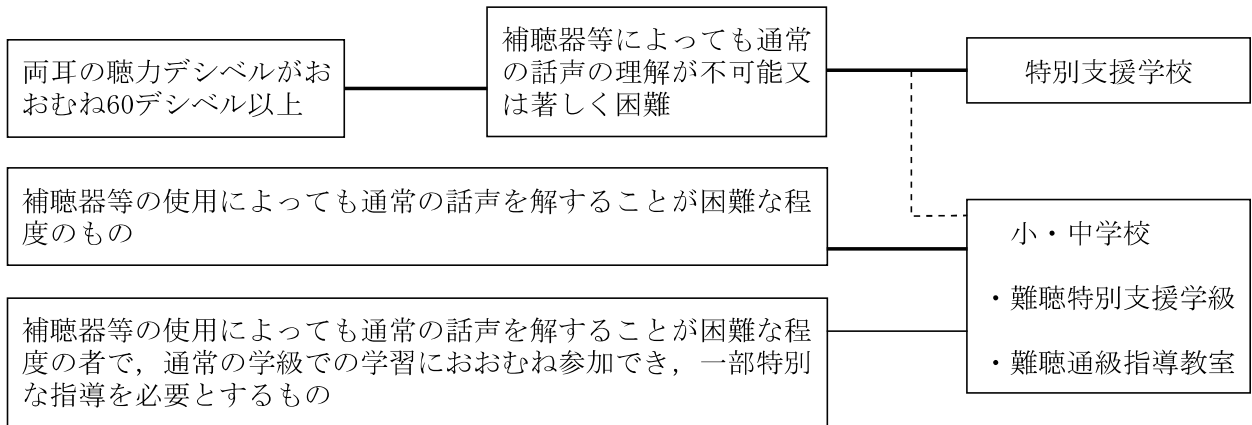 両耳の聴力デシベルがお
おむね60デシベル以上
補聴器等によっても通常
の話声の理解が不可能又
は著しく困難
特別支援学校
補聴器等の使用によっても通常の話声を解することが困難な程
度のもの
補聴器等の使用によっても通常の話声を解することが困難な程
度の者で，通常の学級での学習におおむね参加でき，一部特別
な指導を必要とするもの
小・中学校
・難聴特別支援学級
・難聴通級指導教室